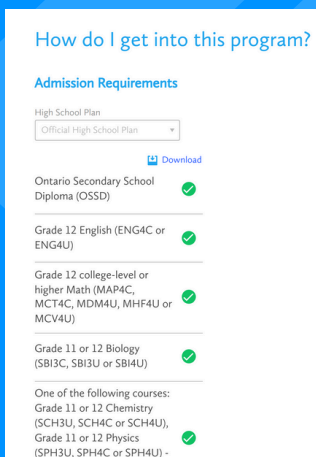 How do I get into this program?
Admission Requirements
High School Plan
Official High School Plan
Download
Ontario Secondary School
Diploma (OSSD)
Grade 12 English (ENG4C or
ENG4U)
Grade 12 college-level or
higher Math (MAP4C,
MCT4C, MDM4U, MHF4U or
MCV4U)
Grade 11 or 12 Biology
(SBI3C, SBI3U or SBI4U)
One of the following courses:
Grade 11 or 12 Chemistry
(SCH3U, SCH4C or SCH4U),
Grade 11 or 12 Physics
(SPH3U, SPH4C or SPH4U) -